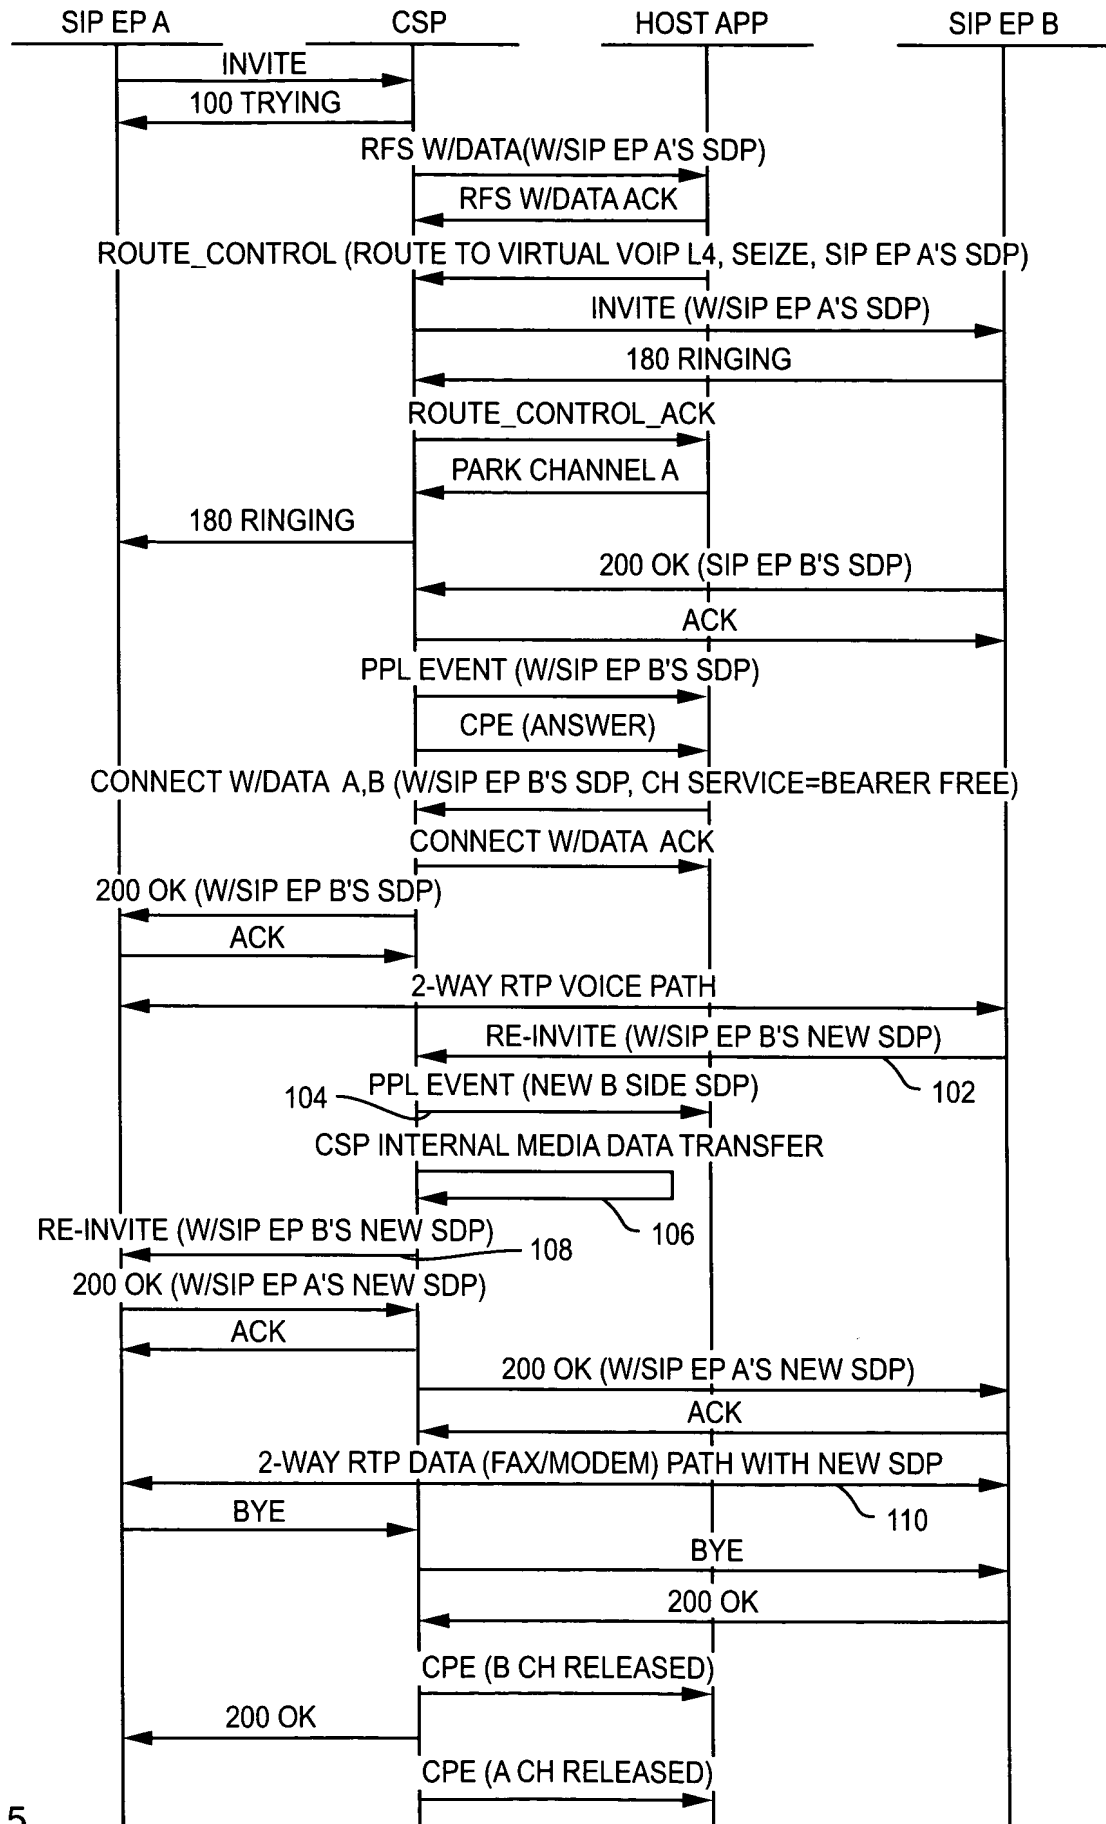 SIP EP A
CSP
HOST APP
SIP EP B
INVITE
100 TRYING
RFS W/DATA(W/SIP EP A'S SDP)
RFS W/DATA ACK
ROUTE_CONTROL (ROUTE TO VIRTUAL VOIP L4, SEIZE, SIP EP A'S SDP)
INVITE (W/SIP EP A'S SDP)
180 RINGING
ROUTE_CONTROL_ACK
PARK CHANNEL A
180 RINGING
200 OK (SIP EP B'S SDP)
ACK
PPL EVENT (W/SIP EP B'S SDP)
CPE (ANSWER)
CONNECT W/DATA A,B (W/SIP EP B'S SDP, CH SERVICE=BEARER FREE)
CONNECT W/DATA ACK
200 OK (W/SIP EP B'S SDP)
ACK
2-WAY RTP VOICE PATH
RE-INVITE (W/SIP EP B'S NEW SDP)
102
PPL EVENT (NEW B SIDE SDP)
104
CSP INTERNAL MEDIA DATA TRANSFER
106
RE-INVITE (W/SIP EP B'S NEW SDP)
108
200 OK (W/SIP EP A'S NEW SDP)
ACK
200 OK (W/SIP EP A'S NEW SDP)
ACK
2-WAY RTP DATA (FAX/MODEM) PATH WITH NEW SDP
110
BYE
BYE
200 OK
CPE (B CH RELEASED)
200 OK
CPE (A CH RELEASED)
5